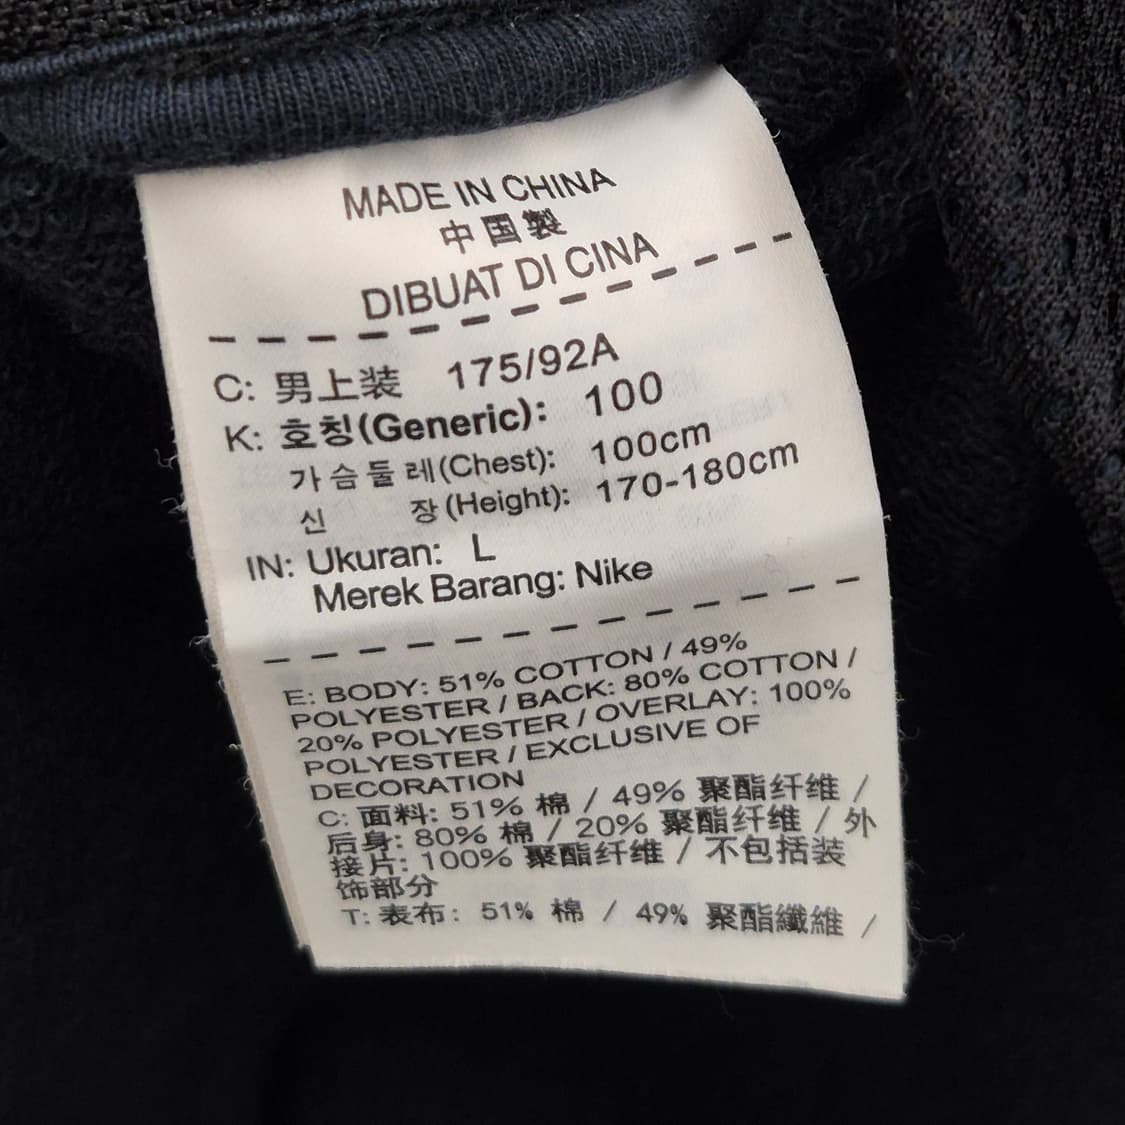 MADE IN CHINA
中国製
DIBUAT DI CINA
C: 男上装 175/92A
K: 호칭(Generic): 100
가슴둘레(Chest): 100cm
신 장(Height): 170-180cm
IN: Ukuran: L
Merek Barang: Nike
E: BODY: 51% COTTON / 49%
POLYESTER / BACK: 80% COTTON /
20% POLYESTER / OVERLAY: 100%
POLYESTER / EXCLUSIVE OF
DECORATION
C: 面料: 51% 棉 / 49% 聚酯纤维 /
后身: 80% 棉 / 20% 聚酯纤维 / 外
接片: 100% 聚酯纤维 / 不包括装
饰部分
T: 表布: 51% 棉 / 49% 聚酯纖維 /